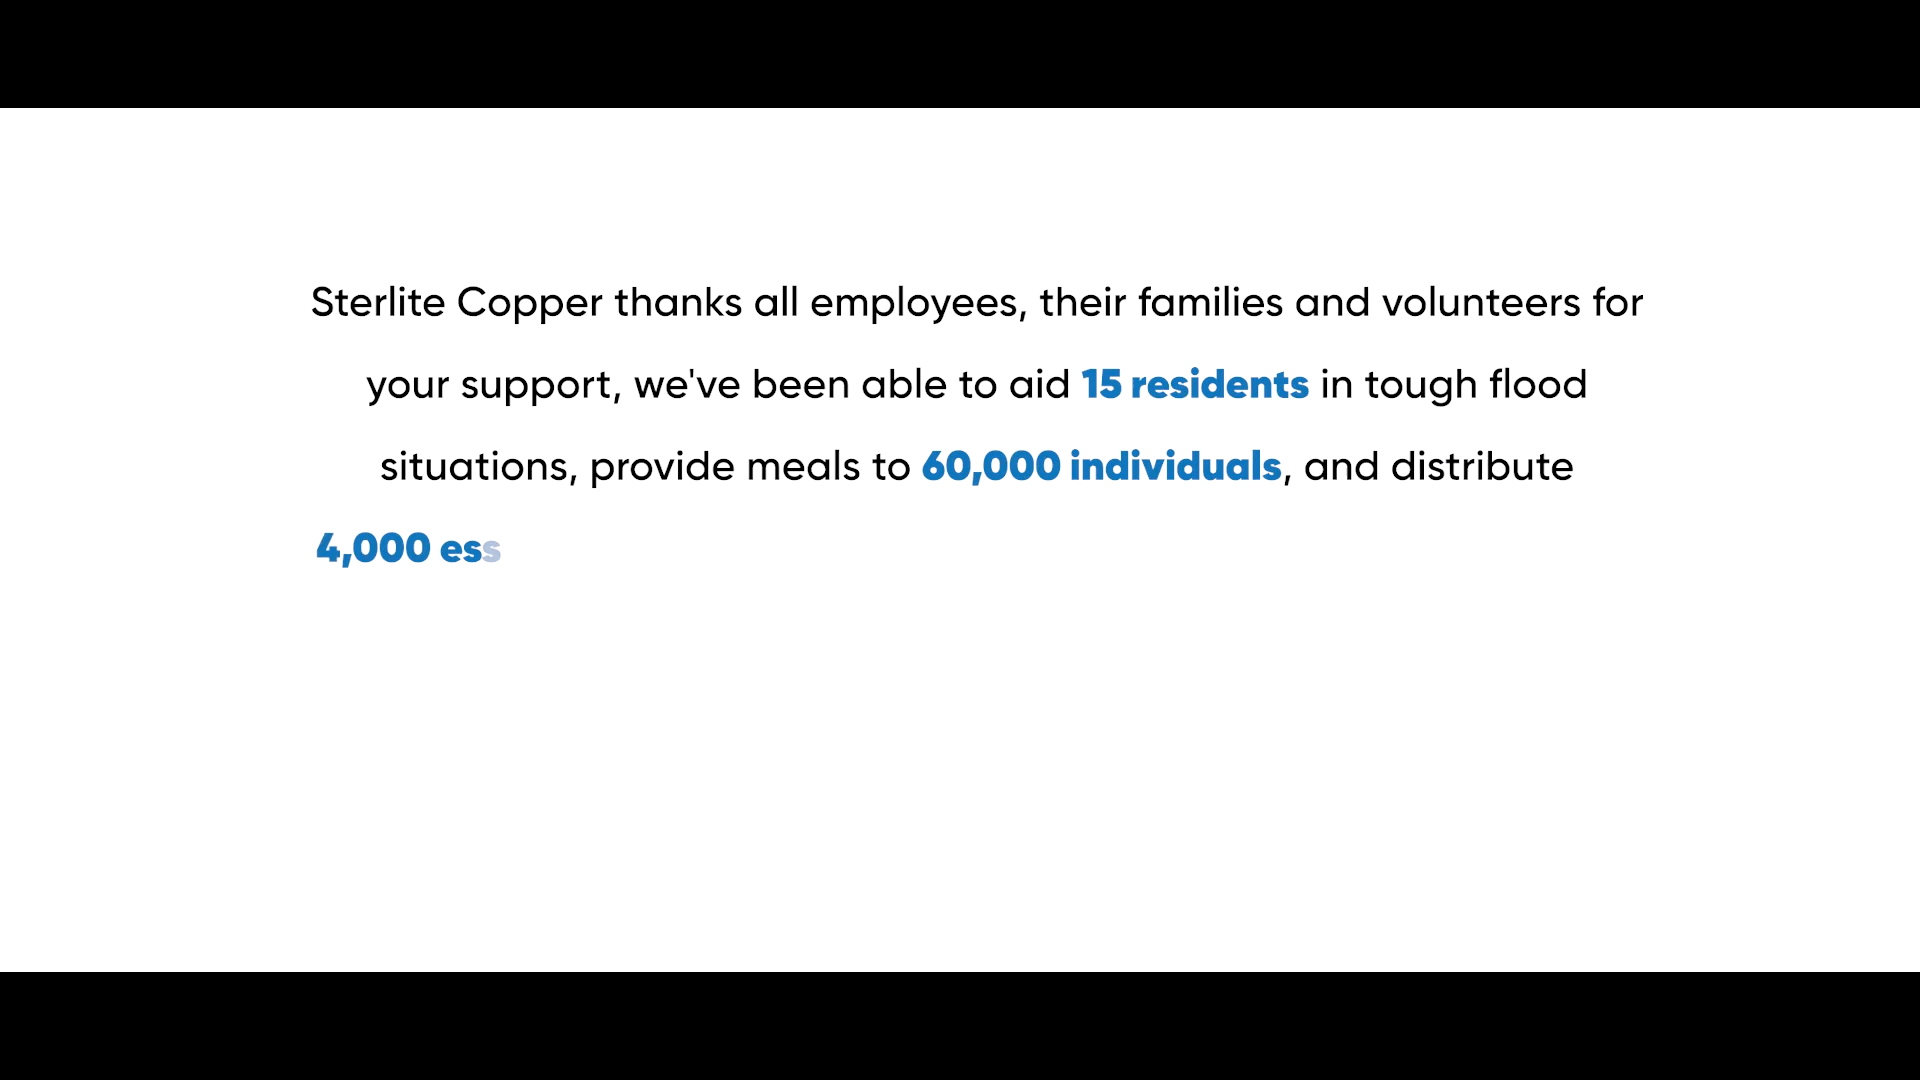 Sterlite Copper thanks all employees, their families and volunteers for
your support, we've been able to aid 15 residents in tough flood
situations, provide meals to 60,000 individuals, and distribute
4,000 ess